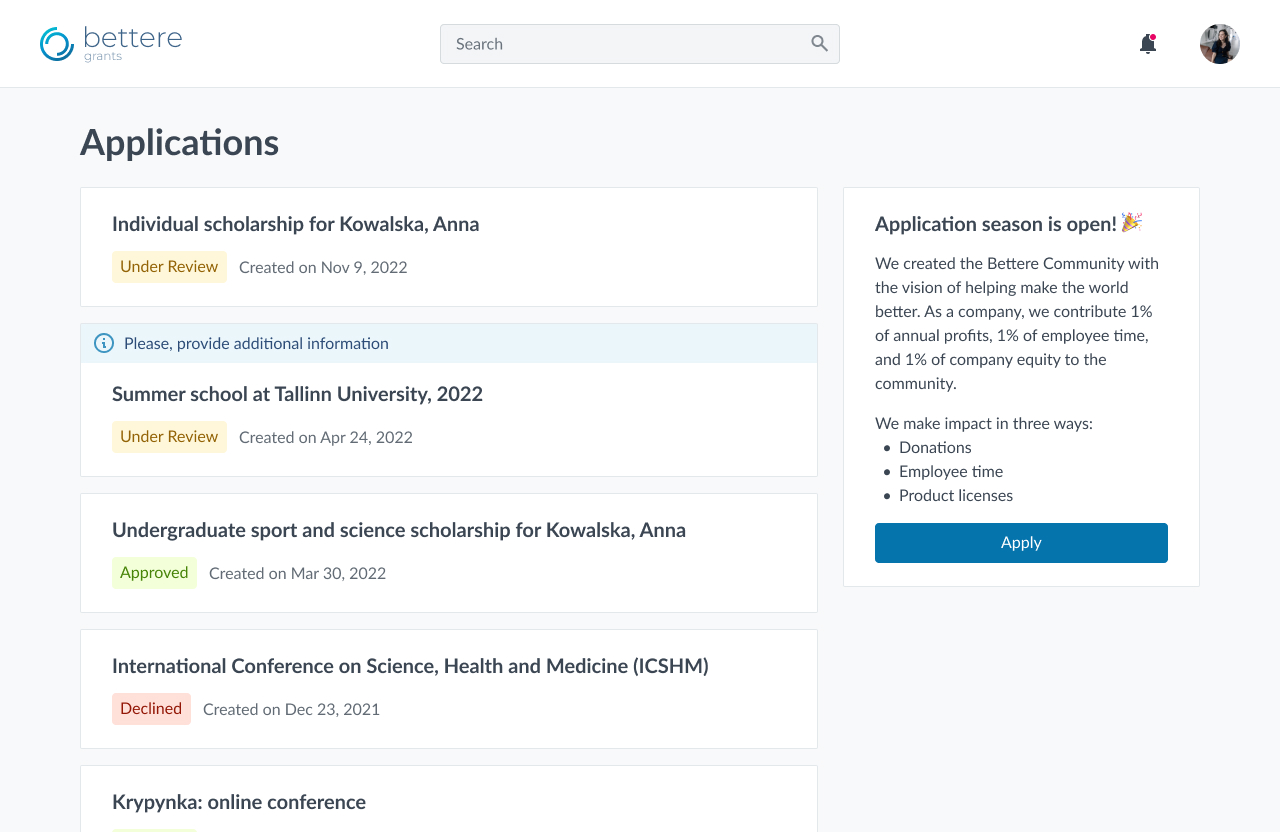 bettere
grants
Search
Applications
Individual scholarship for Kowalska, Anna
Under Review Created on Nov 9, 2022
Please, provide additional information
Summer school at Tallinn University, 2022
Under Review Created on Apr 24, 2022
Undergraduate sport and science scholarship for Kowalska, Anna
Approved Created on Mar 30, 2022
International Conference on Science, Health and Medicine (ICSHM)
Declined Created on Dec 23, 2021
Krypynka: online conference
Application season is open! 🎉
We created the Bettere Community with
the vision of helping make the world
better. As a company, we contribute 1%
of annual profits, 1% of employee time,
and 1% of company equity to the
community.
We make impact in three ways:
• Donations
• Employee time
• Product licenses
Apply